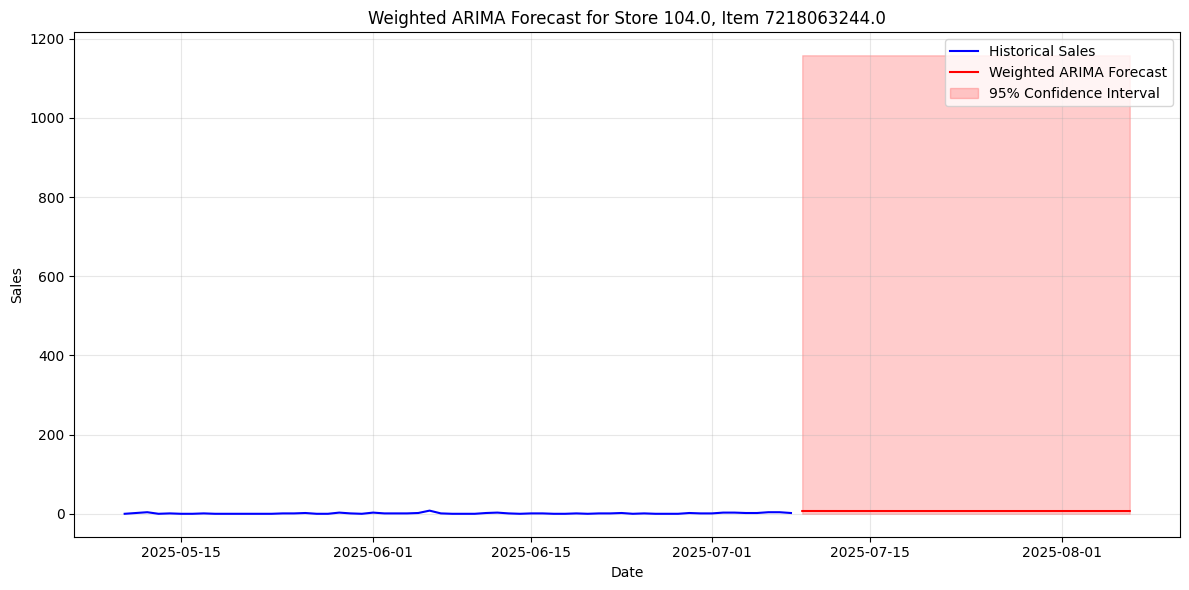 Weighted ARIMA Forecast for Store 104.0, Item 7218063244.0
Historical Sales
Weighted ARIMA Forecast
95% Confidence Interval
1200
1000
800
600
400
200
0
Sales
2025-05-15
2025-06-01
2025-06-15
2025-07-01
2025-07-15
2025-08-01
Date